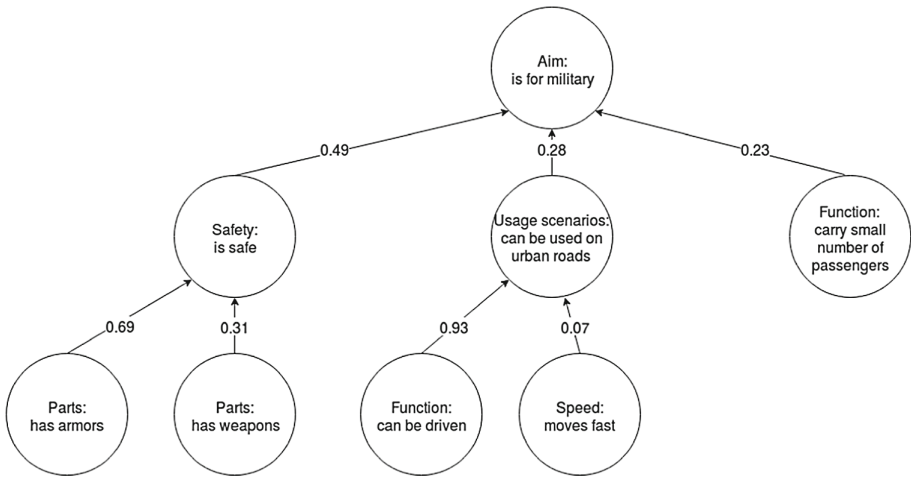 Aim:
is for military
0.49
0.28
0.23
Safety:
is safe
Usage scenarios:
can be used on
urban roads
Function:
carry small
number of
passengers
0.69
0.31
0.93
0.07
Parts:
has armors
Parts:
has weapons
Function:
can be driven
Speed:
moves fast